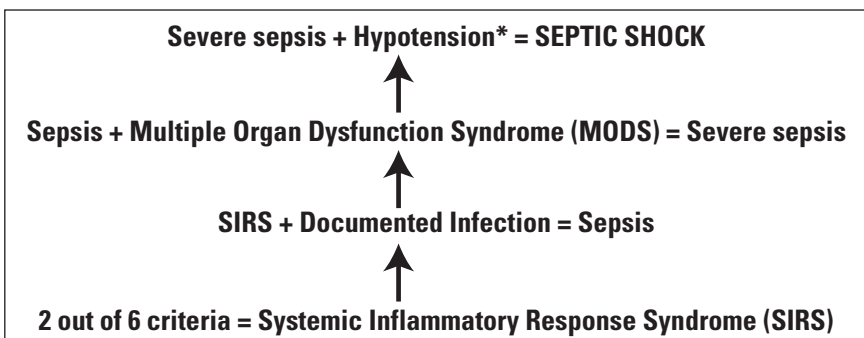 Severe sepsis + Hypotension* = SEPTIC SHOCK
Sepsis + Multiple Organ Dysfunction Syndrome (MODS) = Severe sepsis
SIRS + Documented Infection = Sepsis
2 out of 6 criteria = Systemic Inflammatory Response Syndrome (SIRS)